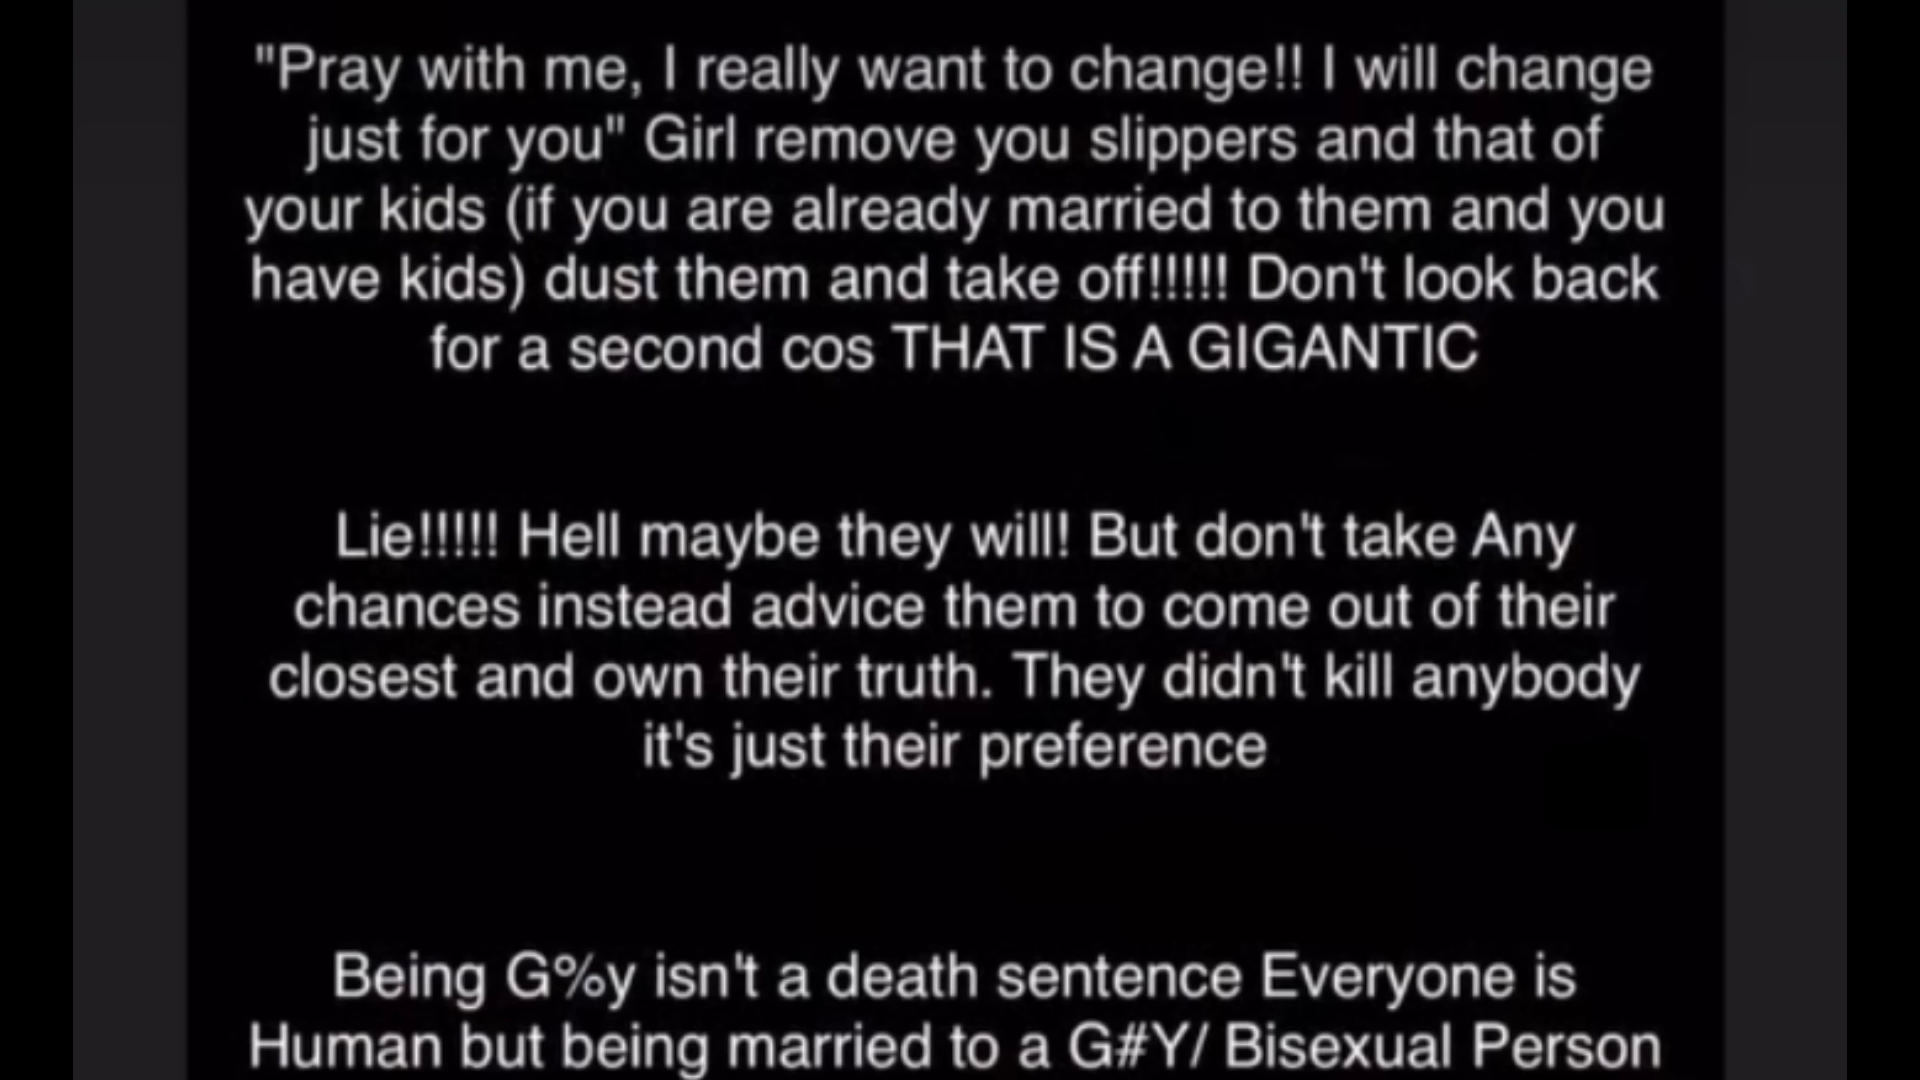 "Pray with me, I really want to change!! I will change
just for you" Girl remove you slippers and that of
your kids (if you are already married to them and you
have kids) dust them and take off!!!!! Don't look back
for a second cos THAT IS A GIGANTIC
Lie!!!!! Hell maybe they will! But don't take Any
chances instead advice them to come out of their
closest and own their truth. They didn't kill anybody
it's just their preference
Being G%y isn't a death sentence Everyone is
Human but being married to a G#Y/ Bisexual Person